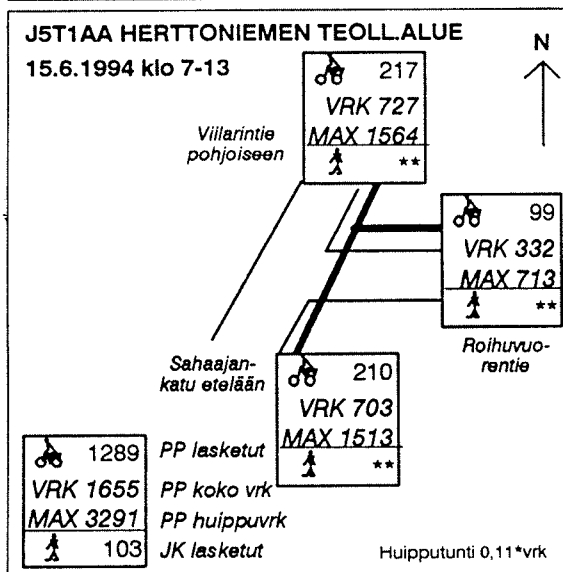 J5T1AA HERTTONIEMEN TEOLL.ALUE
15.6.1994 klo 7-13
N
217
VRK 727
MAX 1564
**
Viilarintie
pohjoiseen
99
VRK 332
MAX 713
**
Roihuvuo-
rentie
Sahaajan-
katu etelään
210
VRK 703
MAX 1513
**
1289 PP lasketut
VRK 1655 PP koko vrk
MAX 3291 PP huippuvrk
103 JK lasketut
Huipputunti 0,11*vrk